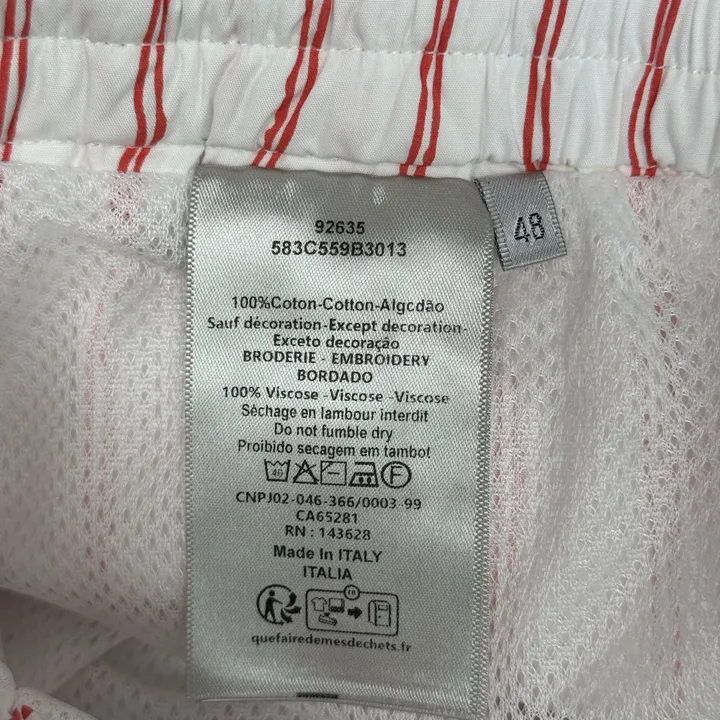 92635
583C559B3013
48
100%Coton-Cotton-Algcdão
Sauf décoration-Except decoration-
Exceto decoração
BRODERIE - EMBROIDERY
BORDADO
100% Viscose -Viscose -Viscose
Séchage en lambour interdit
Do not fumble dry
Proibido secagem em tambot
CNPJ02-046-366/0003-99
CA65281
RN : 143628
Made In ITALY
ITALIA
quefairedemesdechets.fr